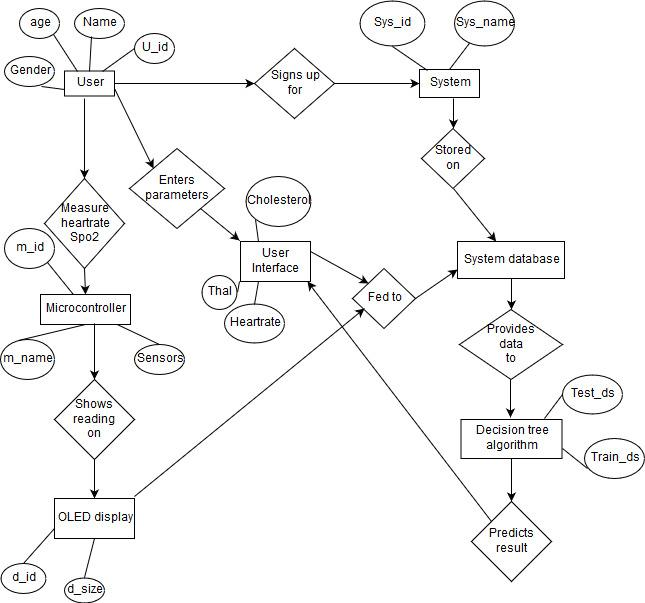 age
Name
U_id
Gender
User
Signs up
for
Sys_id
Sys_name
System
Stored
on
Enters
parameters
Measure
heartrate
Spo2
m_id
Cholesterol
User
Interface
Thal
Heartrate
Fed to
System database
Microcontroller
m_name
Sensors
Provides
data
to
Shows
reading
on
Test_ds
Decision tree
algorithm
Train_ds
OLED display
Predicts
result
d_id
d_size